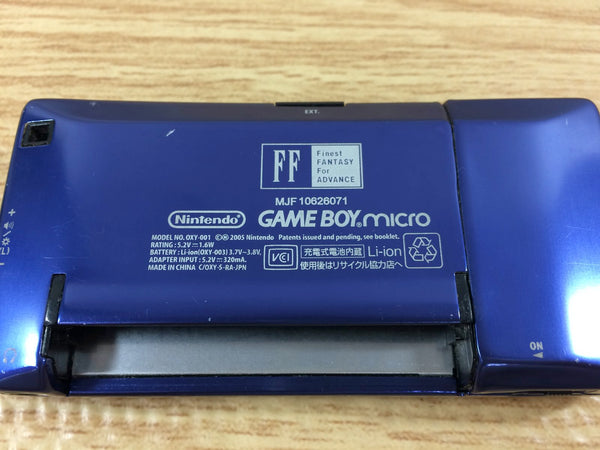 EXT.
FF
Finest
FANTASY
For
ADVANCE
MJF 10626071
Nintendo
GAME BOY micro
MODEL NO. OXY-001 ©® 2005 Nintendo Patents issued and pending, see booklet.
RATING : 5.2V⎓1.6W
BATTERY : Li-ion(OXY-003) 3.7V⎓3.8V.
ADAPTER INPUT : 5.2V⎓320mA.
MADE IN CHINA C/OXY-S-RA-JPN
VCI
充電式電池内蔵 Li-ion
使用後はリサイクル協力店へ
+
L)
ON